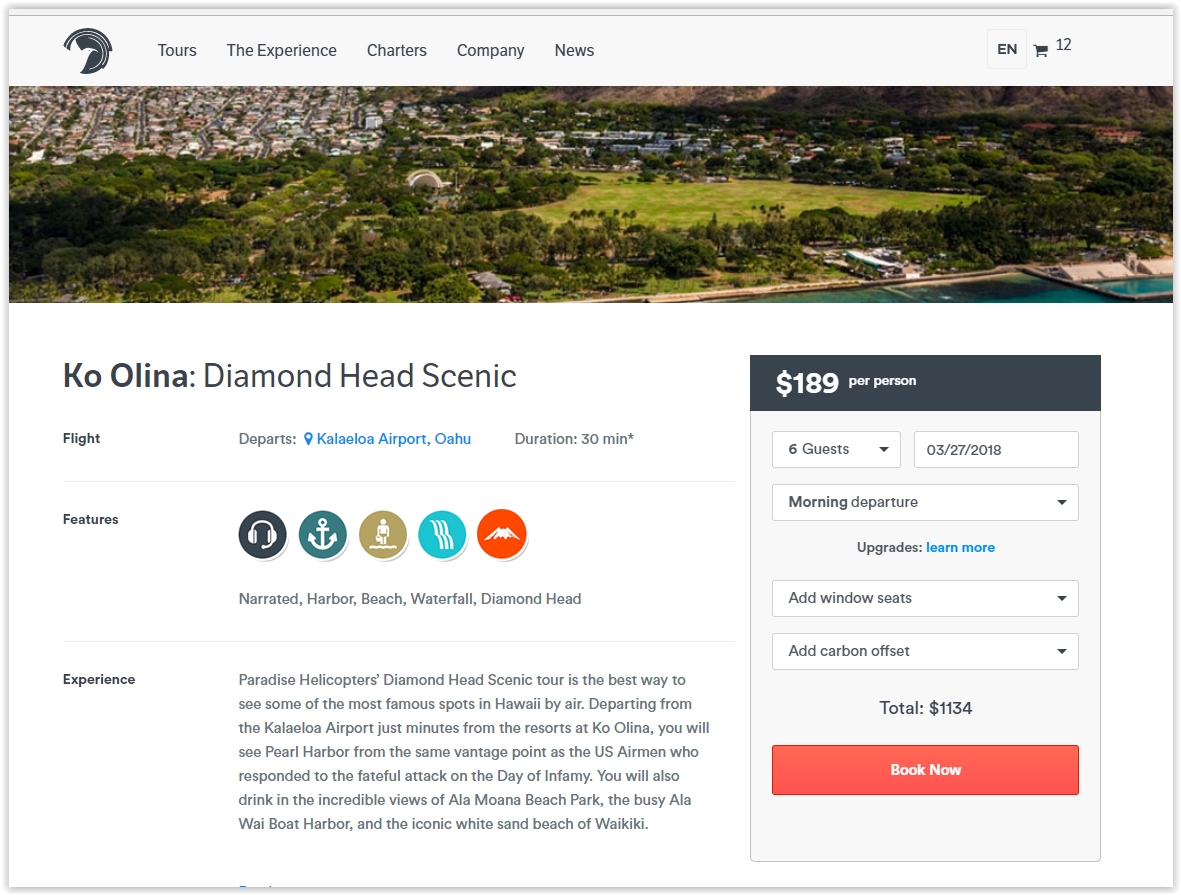 Tours The Experience Charters Company News EN 12
Ko Olina: Diamond Head Scenic
Flight Departs: Kalaeloa Airport, Oahu Duration: 30 min*
Features
Narrated, Harbor, Beach, Waterfall, Diamond Head
Experience
Paradise Helicopters’ Diamond Head Scenic tour is the best way to
see some of the most famous spots in Hawaii by air. Departing from
the Kalaeloa Airport just minutes from the resorts at Ko Olina, you will
see Pearl Harbor from the same vantage point as the US Airmen who
responded to the fateful attack on the Day of Infamy. You will also
drink in the incredible views of Ala Moana Beach Park, the busy Ala
Wai Boat Harbor, and the iconic white sand beach of Waikiki.
$189 per person
6 Guests 03/27/2018
Morning departure
Upgrades: learn more
Add window seats
Add carbon offset
Total: $1134
Book Now